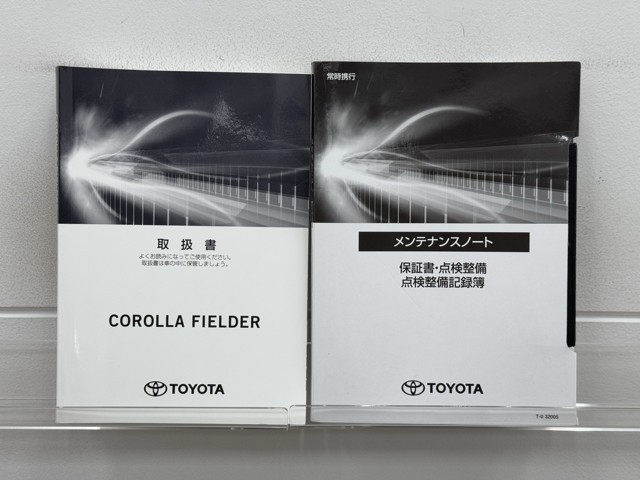 取扱書
よくお読みになってご使用ください。
取扱書は車の中に保管しましょう。
COROLLA FIELDER
TOYOTA
常時携行
メンテナンスノート
保証書・点検整備
点検整備記録簿
TOYOTA